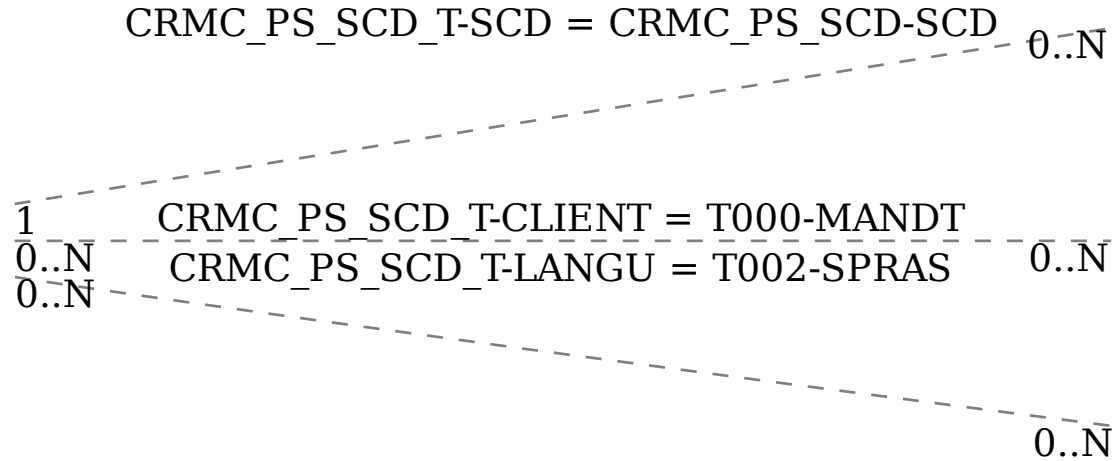 CRMC_PS_SCD_T-SCD = CRMC_PS_SCD-SCD
0..N
1
CRMC_PS_SCD_T-CLIENT = T000-MANDT
0..N
0..N
CRMC_PS_SCD_T-LANGU = T002-SPRAS
0..N
0..N